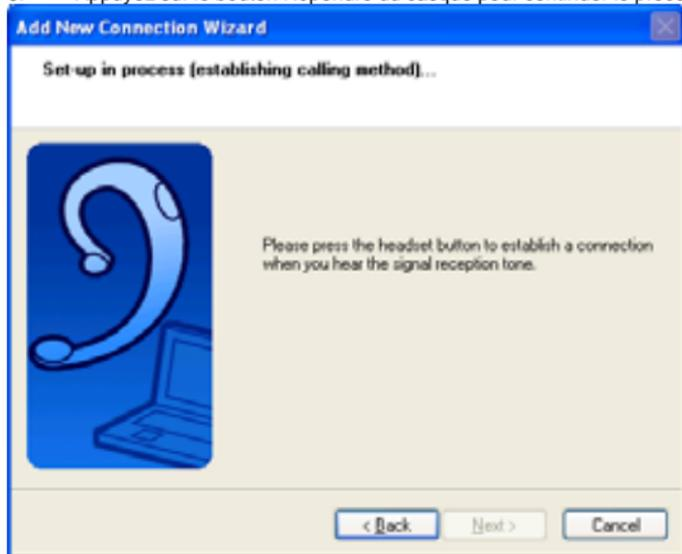 Add New Connection Wizard
Set-up in process (establishing calling method)...
Please press the headset button to establish a connection
when you hear the signal reception tone.
< Back
Next >
Cancel